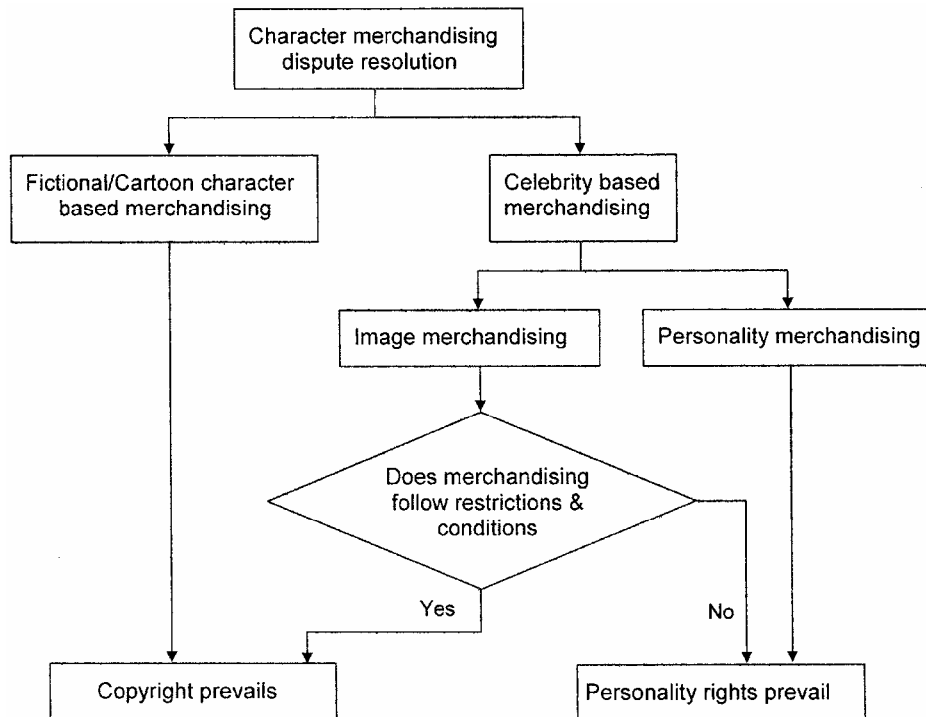 Character merchandising
dispute resolution
Fictional/Cartoon character
based merchandising
Celebrity based
merchandising
Image merchandising
Personality merchandising
Does merchandising
follow restrictions &
conditions
Yes
No
Copyright prevails
Personality rights prevail